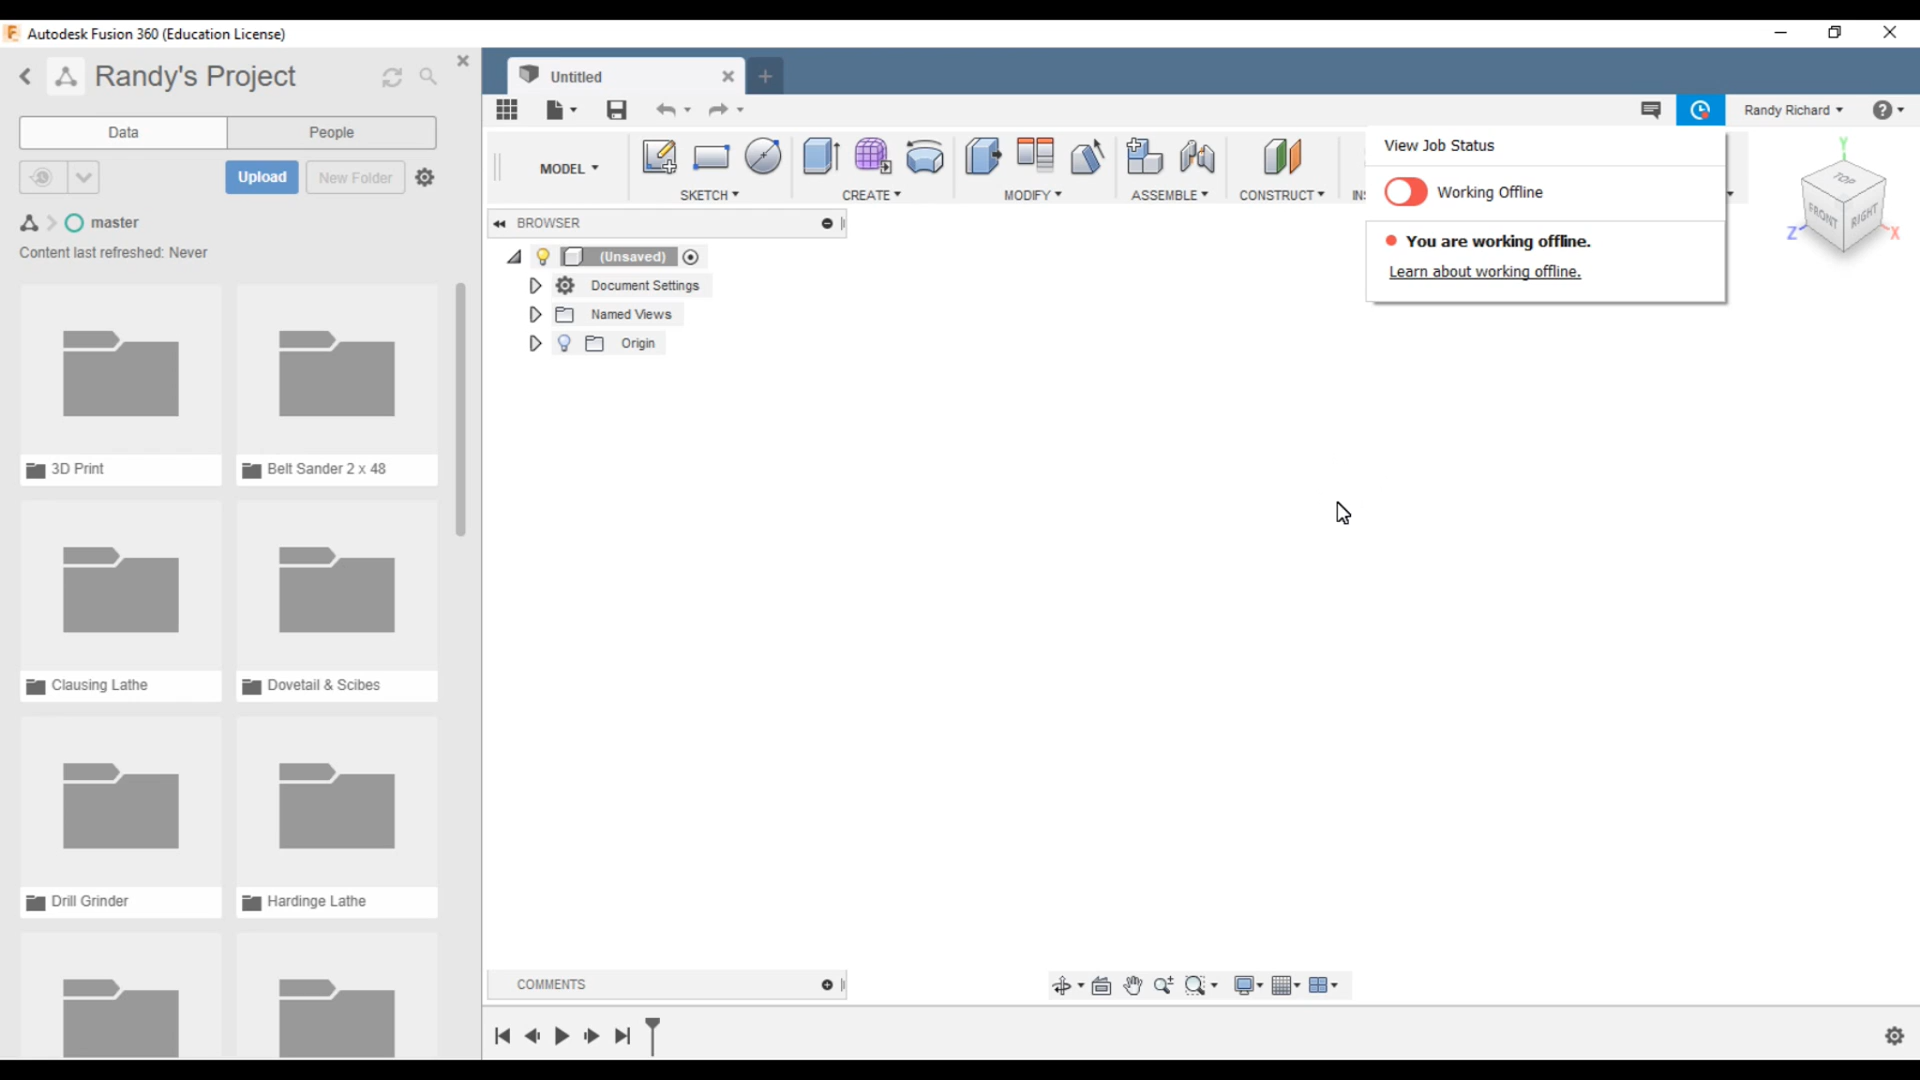 Autodesk Fusion 360 (Education License)
Randy's Project
Untitled
Data
People
Randy Richard
Upload
New Folder
MODEL
SKETCH
CREATE
MODIFY
ASSEMBLE
CONSTRUCT
View Job Status
Working Offline
You are working offline.
Learn about working offline.
TOP
FRONT
RIGHT
Y
Z
X
master
Content last refreshed: Never
BROWSER
(Unsaved)
Document Settings
Named Views
Origin
3D Print
Belt Sander 2 x 48
Clausing Lathe
Dovetail & Scibes
Drill Grinder
Hardinge Lathe
COMMENTS